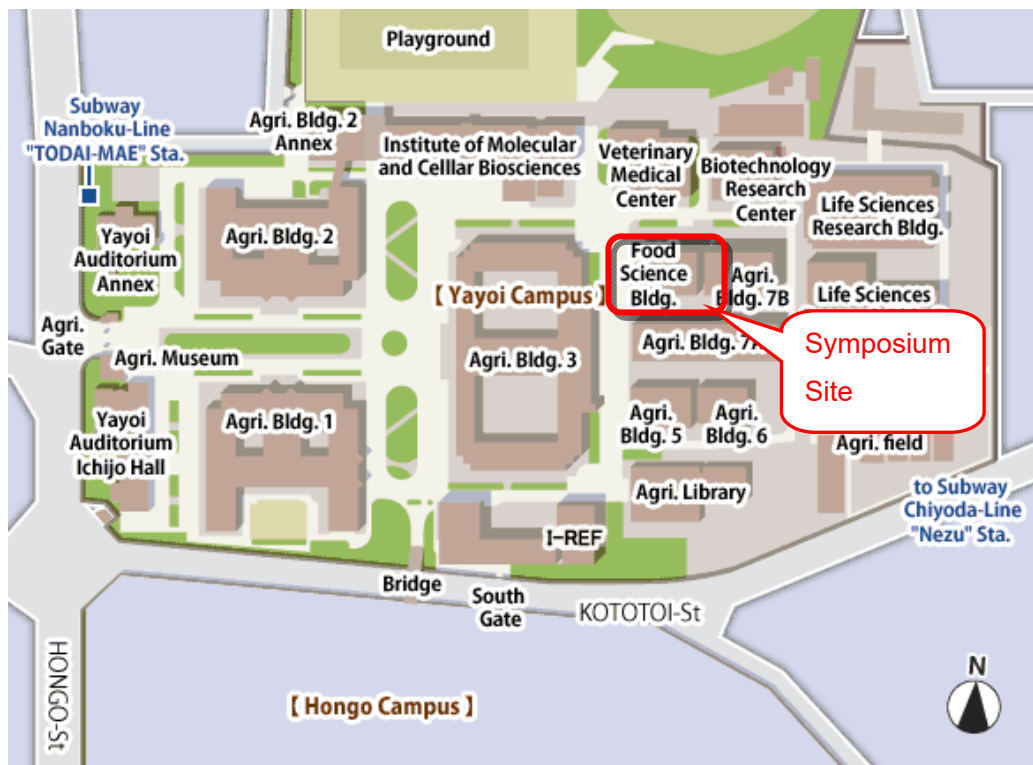 Playground
Subway
Nanboku-Line
"TODAI-MAE" Sta.
Agri. Bldg. 2
Annex
Institute of Molecular
and Celllar Biosciences
Veterinary
Medical
Center
Biotechnology
Research
Center
Life Sciences
Research Bldg.
Yayoi
Auditorium
Annex
Agri. Bldg. 2
Food
Science
Bldg.
Agri.
Bldg. 7B
Life Sciences
【 Yayoi Campus 】
Agri.
Gate
Agri. Museum
Agri. Bldg. 3
Agri. Bldg. 7A
Symposium
Site
Yayoi
Auditorium
Ichijo Hall
Agri. Bldg. 1
Agri.
Bldg. 5
Agri.
Bldg. 6
Agri. field
Agri. Library
to Subway
Chiyoda-Line
"Nezu" Sta.
I-REF
Bridge
South
Gate
KOTOTOI-St
HONGO-St
【 Hongo Campus 】
N